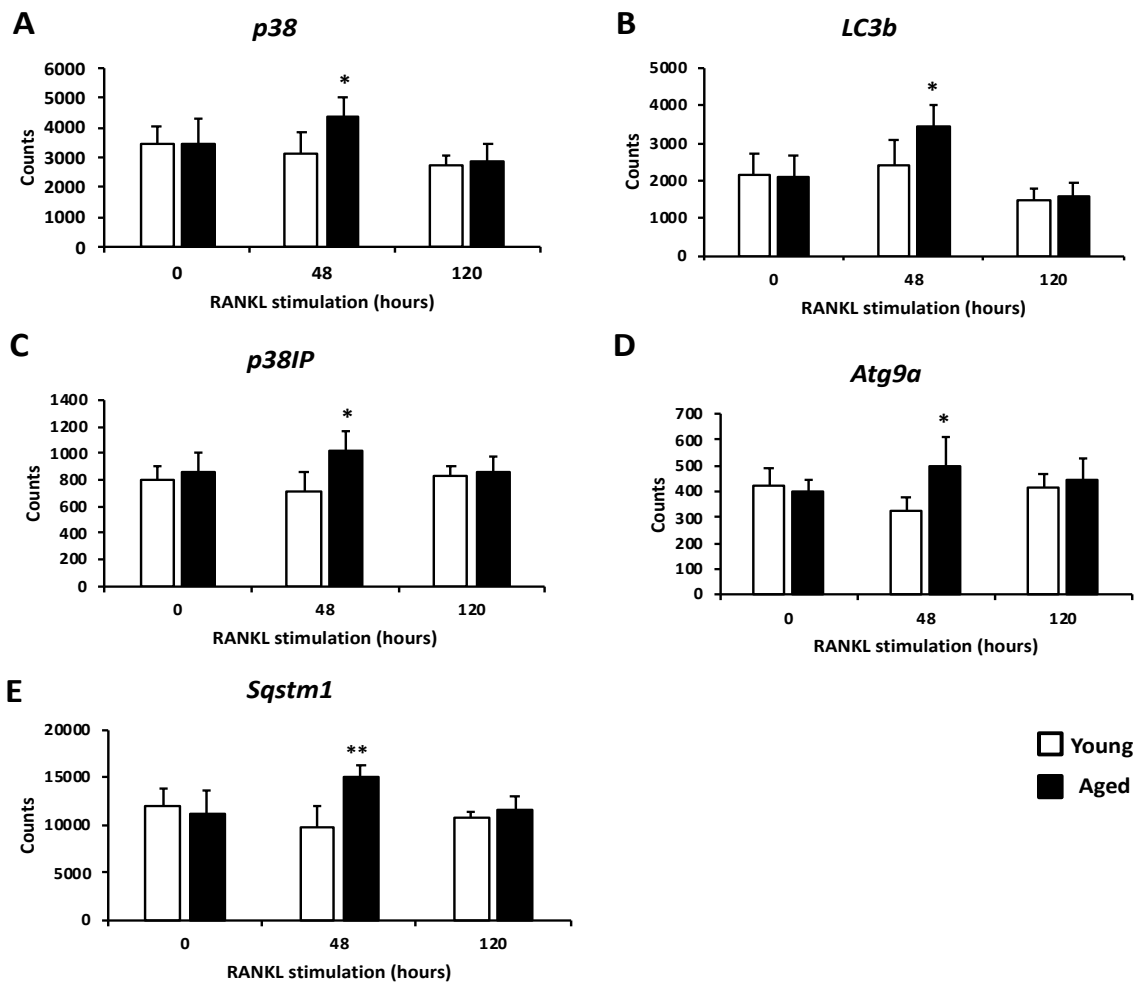 A
p38
6000
5000
4000
3000
2000
1000
0
Counts
*
0 48 120
RANKL stimulation (hours)
B
LC3b
5000
4000
3000
2000
1000
0
Counts
*
0 48 120
RANKL stimulation (hours)
C
p38IP
1400
1200
1000
800
600
400
200
0
Counts
*
0 48 120
RANKL stimulation (hours)
D
Atg9a
700
600
500
400
300
200
100
0
Counts
*
0 48 120
RANKL stimulation (hours)
E
Sqstm1
20000
15000
10000
5000
0
Counts
**
0 48 120
RANKL stimulation (hours)
Young
Aged